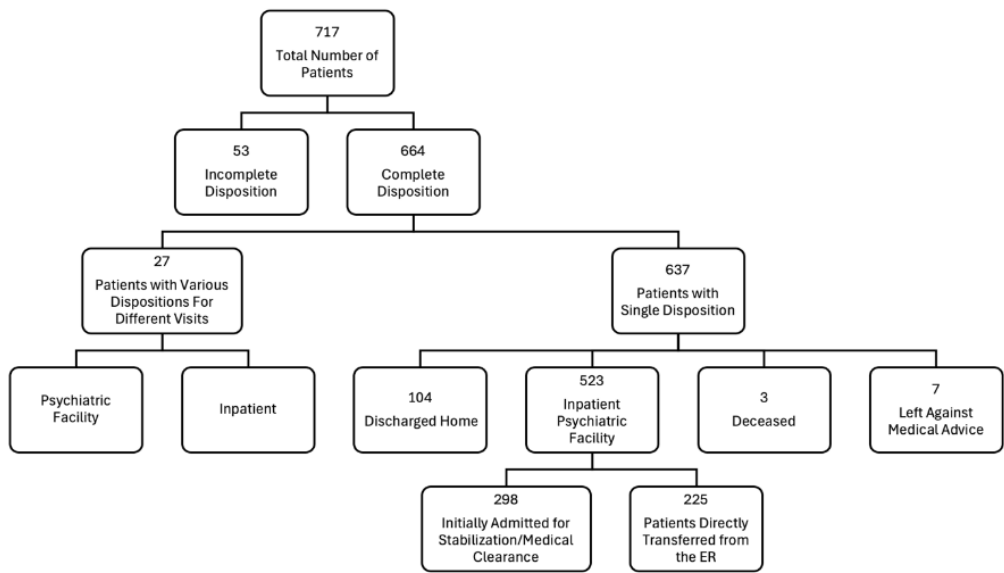 717
Total Number of
Patients
53
Incomplete
Disposition
664
Complete
Disposition
27
Patients with Various
Dispositions For
Different Visits
637
Patients with
Single Disposition
Psychiatric
Facility
Inpatient
104
Discharged Home
523
Inpatient
Psychiatric
Facility
3
Deceased
7
Left Against
Medical Advice
298
Initially Admitted for
Stabilization/Medical
Clearance
225
Patients Directly
Transferred from
the ER